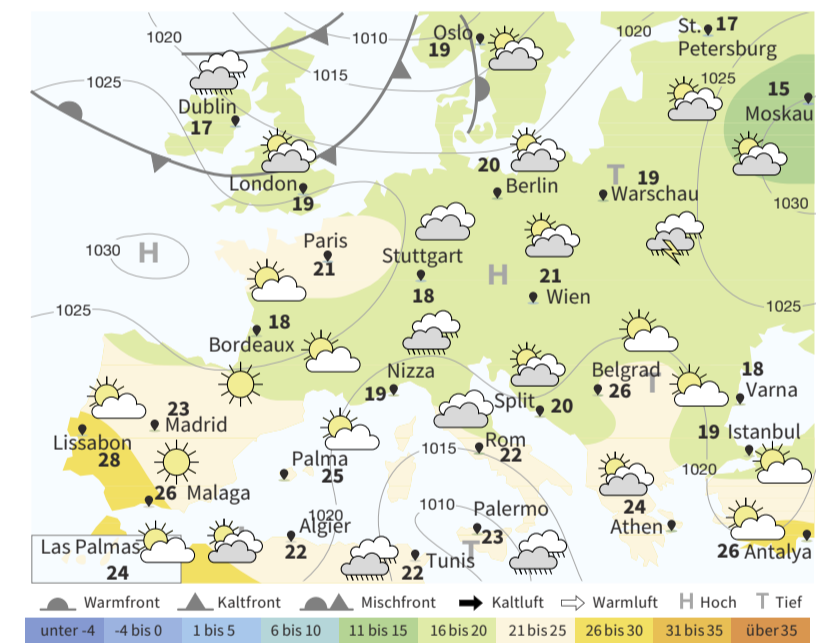 1020
1010
Oslo
19
1020
St. 17
Petersburg
1025
1015
1025
15
Moskau
Dublin
17
20
Berlin
T 19
Warschau
London
19
1030
1030
H
Paris
21
Stuttgart
18
H
21
Wien
1025
1025
18
Bordeaux
Nizza
19
Belgrad
26
T
18
Varna
23
Madrid
Split 20
Lissabon
28
19 Istanbul
Rom
22
1015
Palma
25
1020
26 Malaga
1010
1020
Palermo
23
T
24
Athen
Algier
22
Las Palmas
24
Tunis
22
26 Antalya
Warmfront Kaltfront Mischfront Kaltluft Warmluft H Hoch T Tief
unter -4 -4 bis 0 1 bis 5 6 bis 10 11 bis 15 16 bis 20 21 bis 25 26 bis 30 31 bis 35 über 35